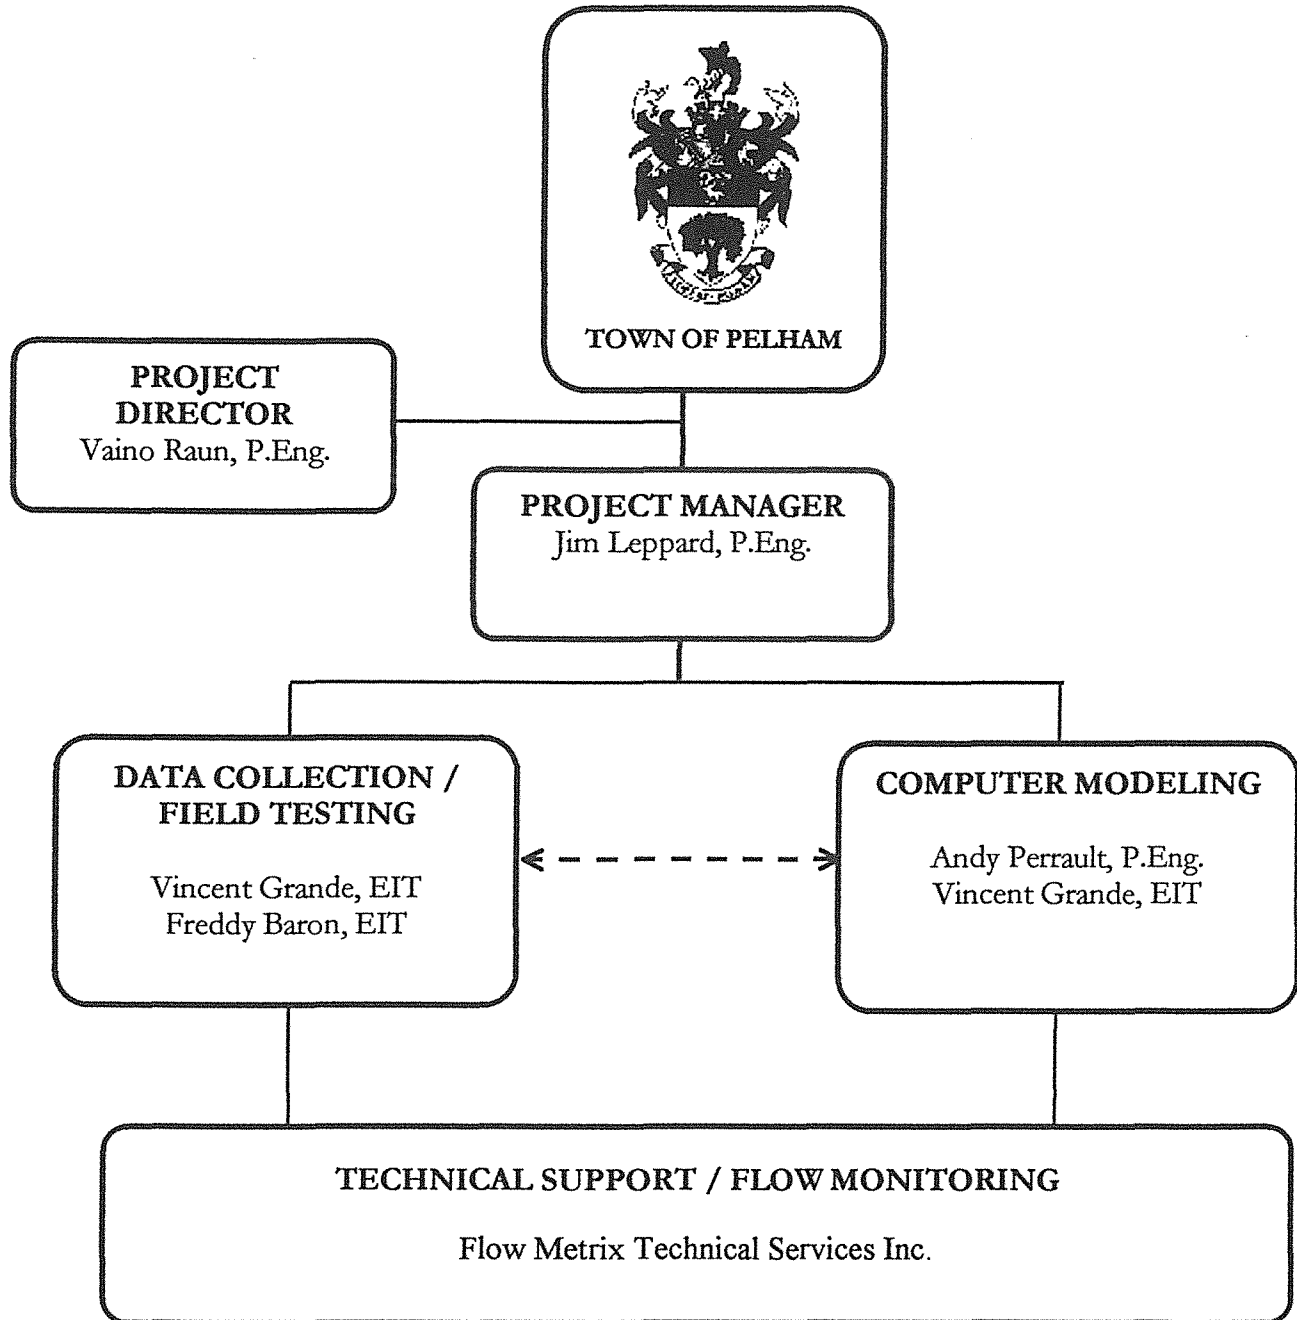 TOWN OF PELHAM
PROJECT
DIRECTOR
Vaino Raun, P.Eng.
PROJECT MANAGER
Jim Leppard, P.Eng.
DATA COLLECTION /
FIELD TESTING
Vincent Grande, EIT
Freddy Baron, EIT
COMPUTER MODELING
Andy Perrault, P.Eng.
Vincent Grande, EIT
TECHNICAL SUPPORT / FLOW MONITORING
Flow Metrix Technical Services Inc.